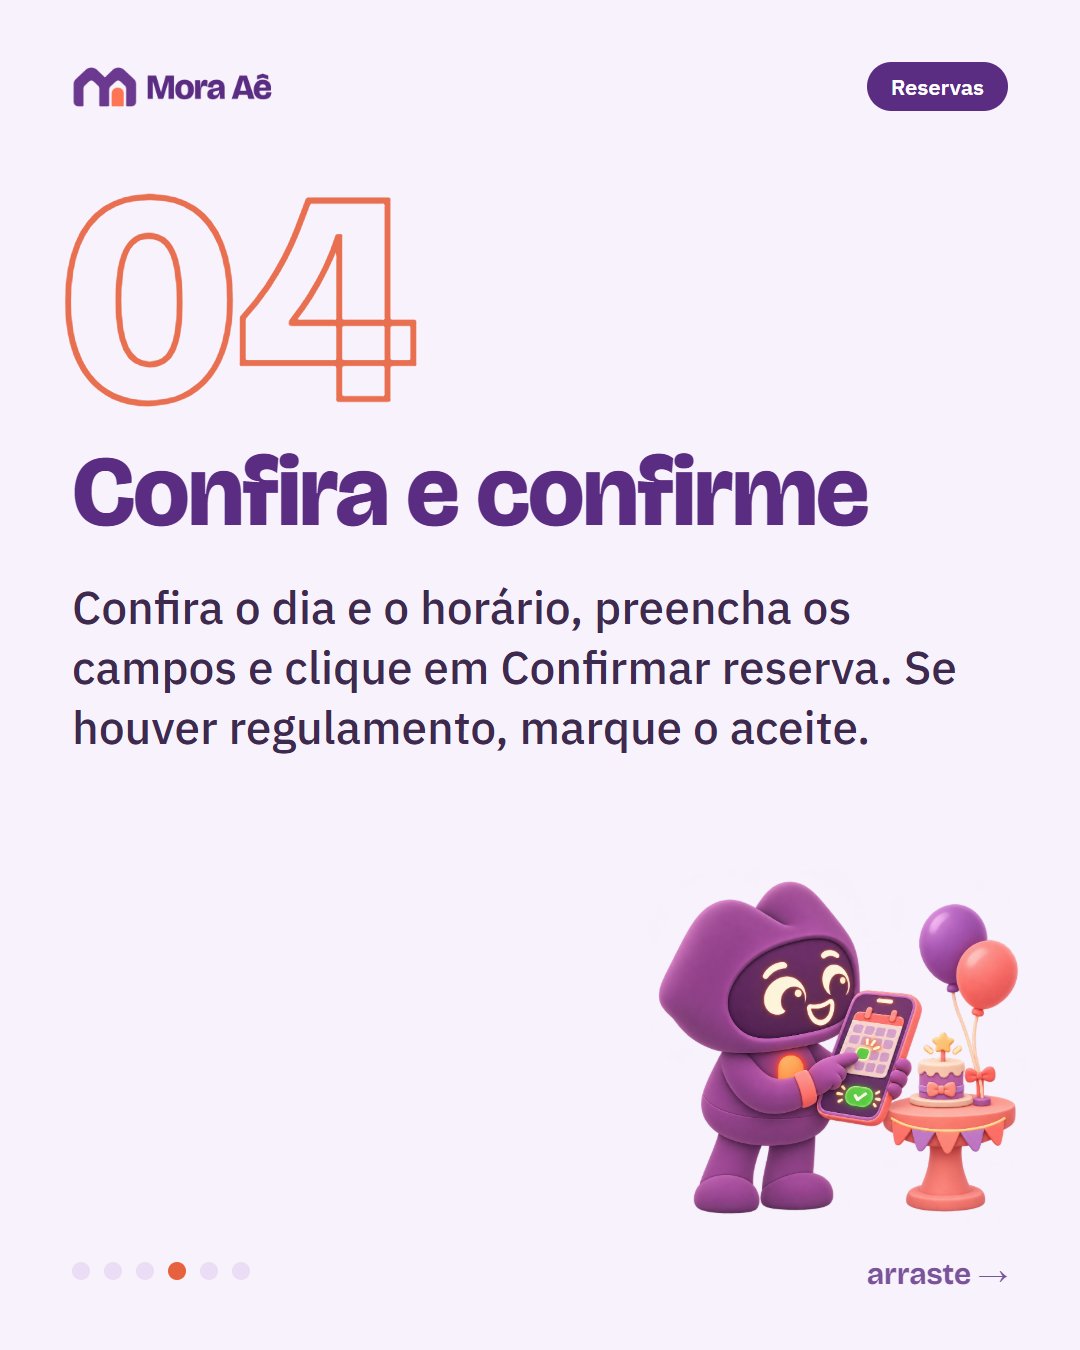 Mora Aê
Reservas
04
Confira e confirme
Confira o dia e o horário, preencha os
campos e clique em Confirmar reserva. Se
houver regulamento, marque o aceite.
arraste →